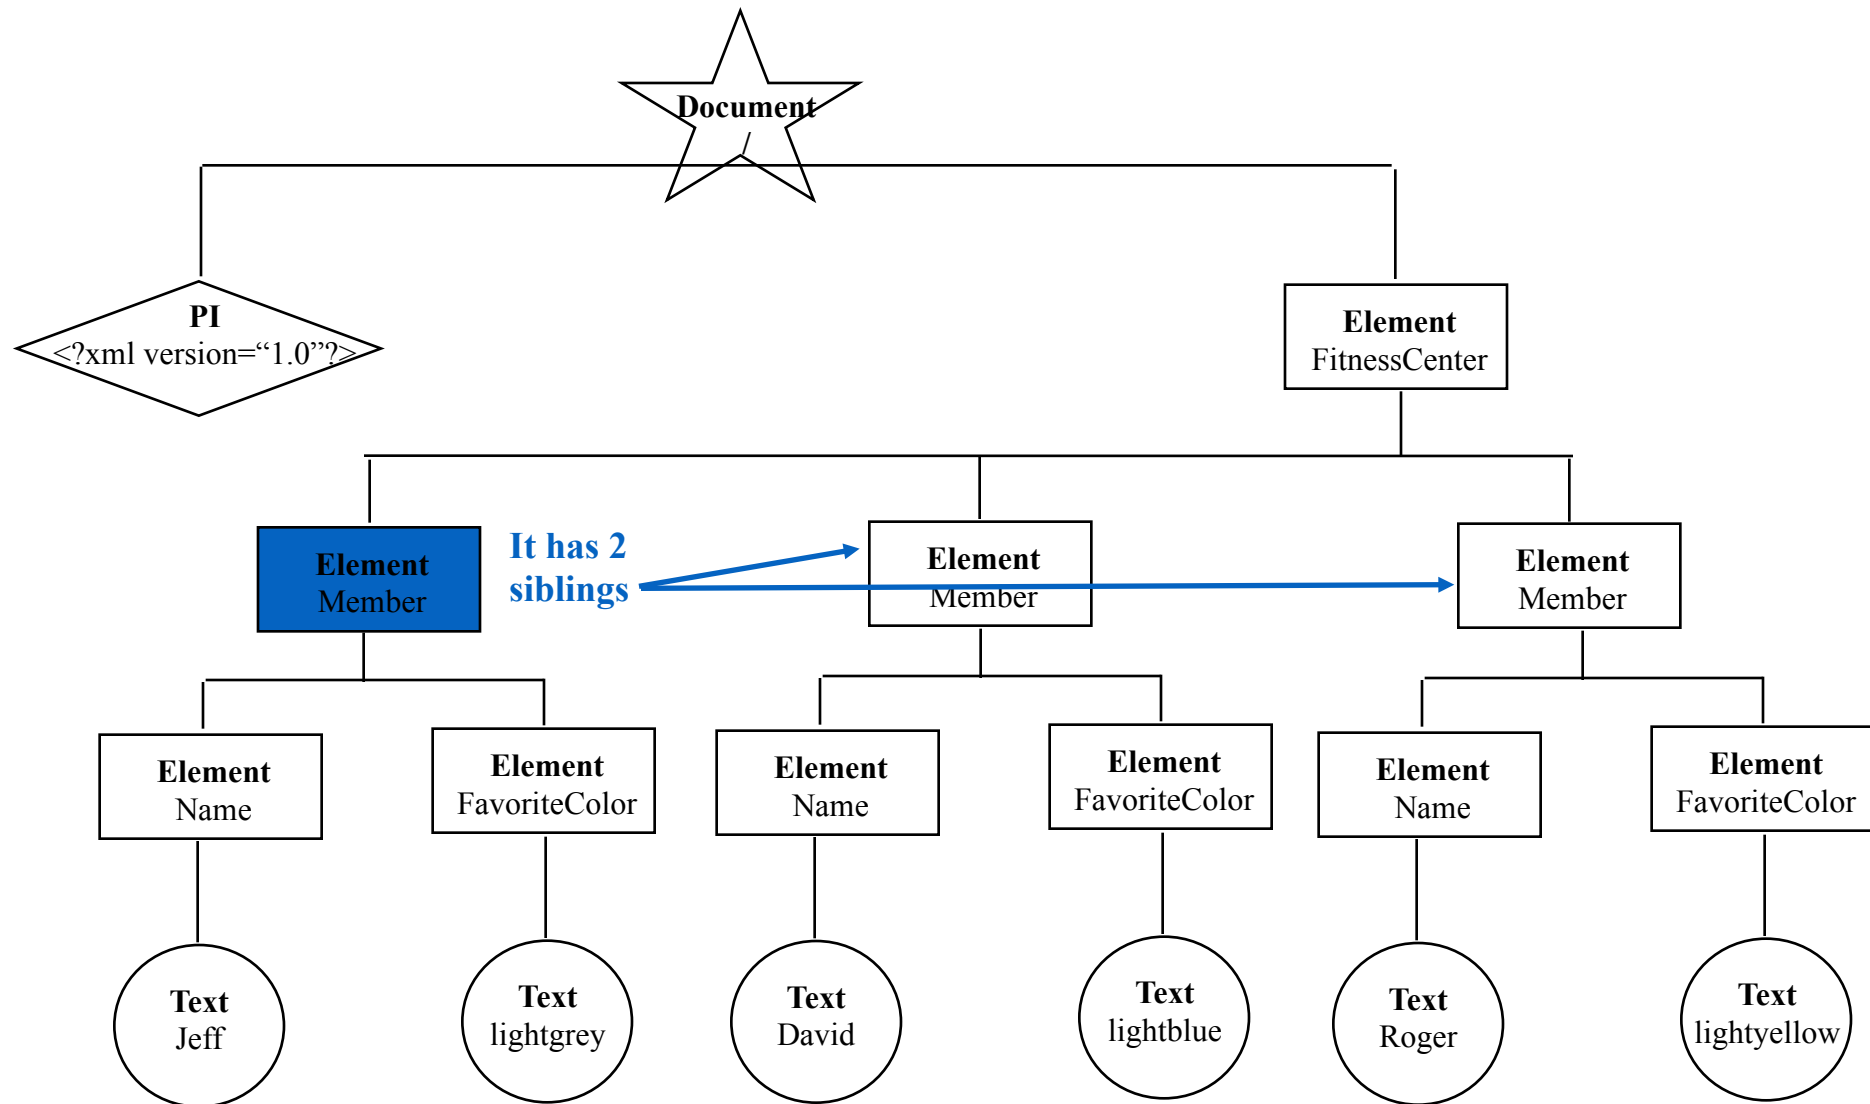 Document
/
PI
<?xml version=“1.0”?>
Element
FitnessCenter
Element
Member
It has 2
siblings
Element
Member
Element
Member
Element
Name
Element
FavoriteColor
Element
Name
Element
FavoriteColor
Element
Name
Element
FavoriteColor
Text
Jeff
Text
lightgrey
Text
David
Text
lightblue
Text
Roger
Text
lightyellow